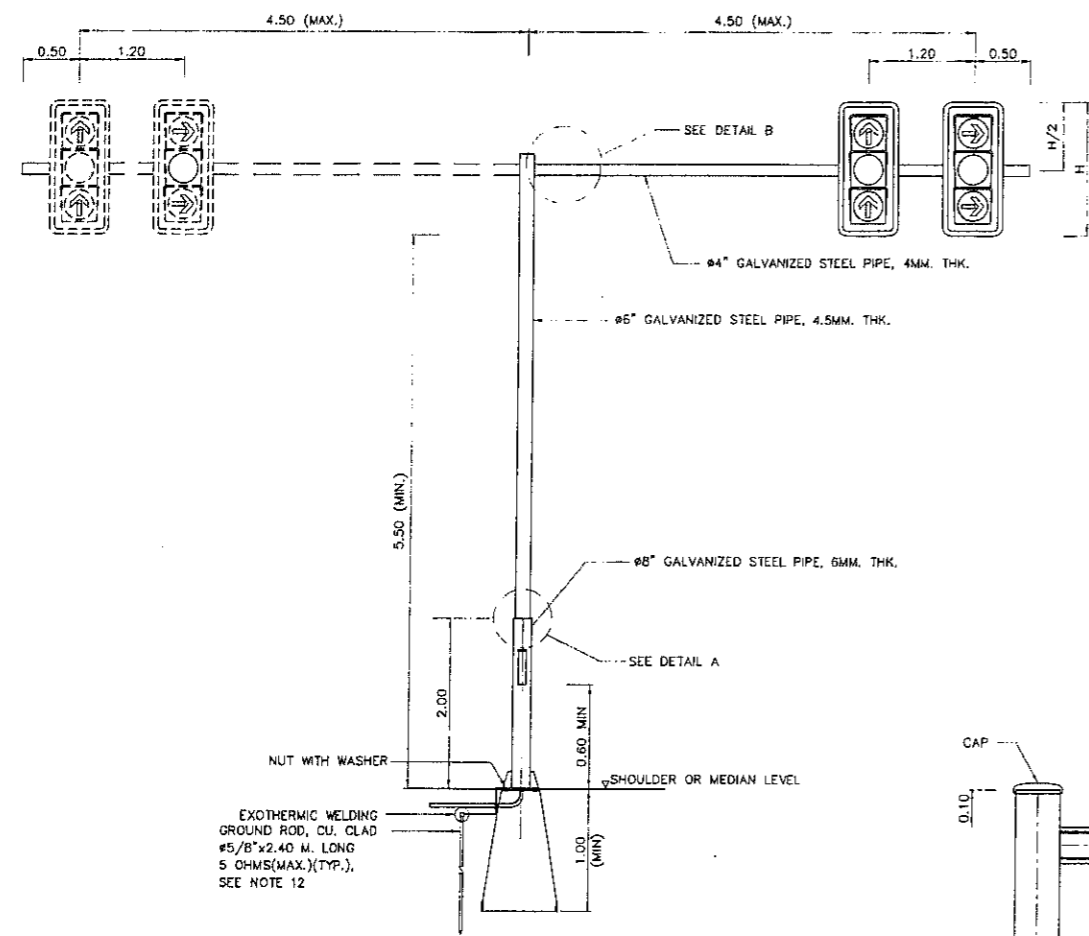 4.50 (MAX.)
4.50 (MAX.)
0.50
1.20
1.20
0.50
SEE DETAIL B
H/2
H
ø4" GALVANIZED STEEL PIPE, 4MM. THK.
ø6" GALVANIZED STEEL PIPE, 4.5MM. THK.
5.50 (MIN.)
ø8" GALVANIZED STEEL PIPE, 6MM. THK.
SEE DETAIL A
2.00
0.60 MIN
NUT WITH WASHER
SHOULDER OR MEDIAN LEVEL
CAP
0.10
EXOTHERMIC WELDING
GROUND ROD, CU. CLAD
ø5/8"x2.40 M. LONG
5 OHMS(MAX.)(TYP.),
SEE NOTE 12
1.00
(MIN)